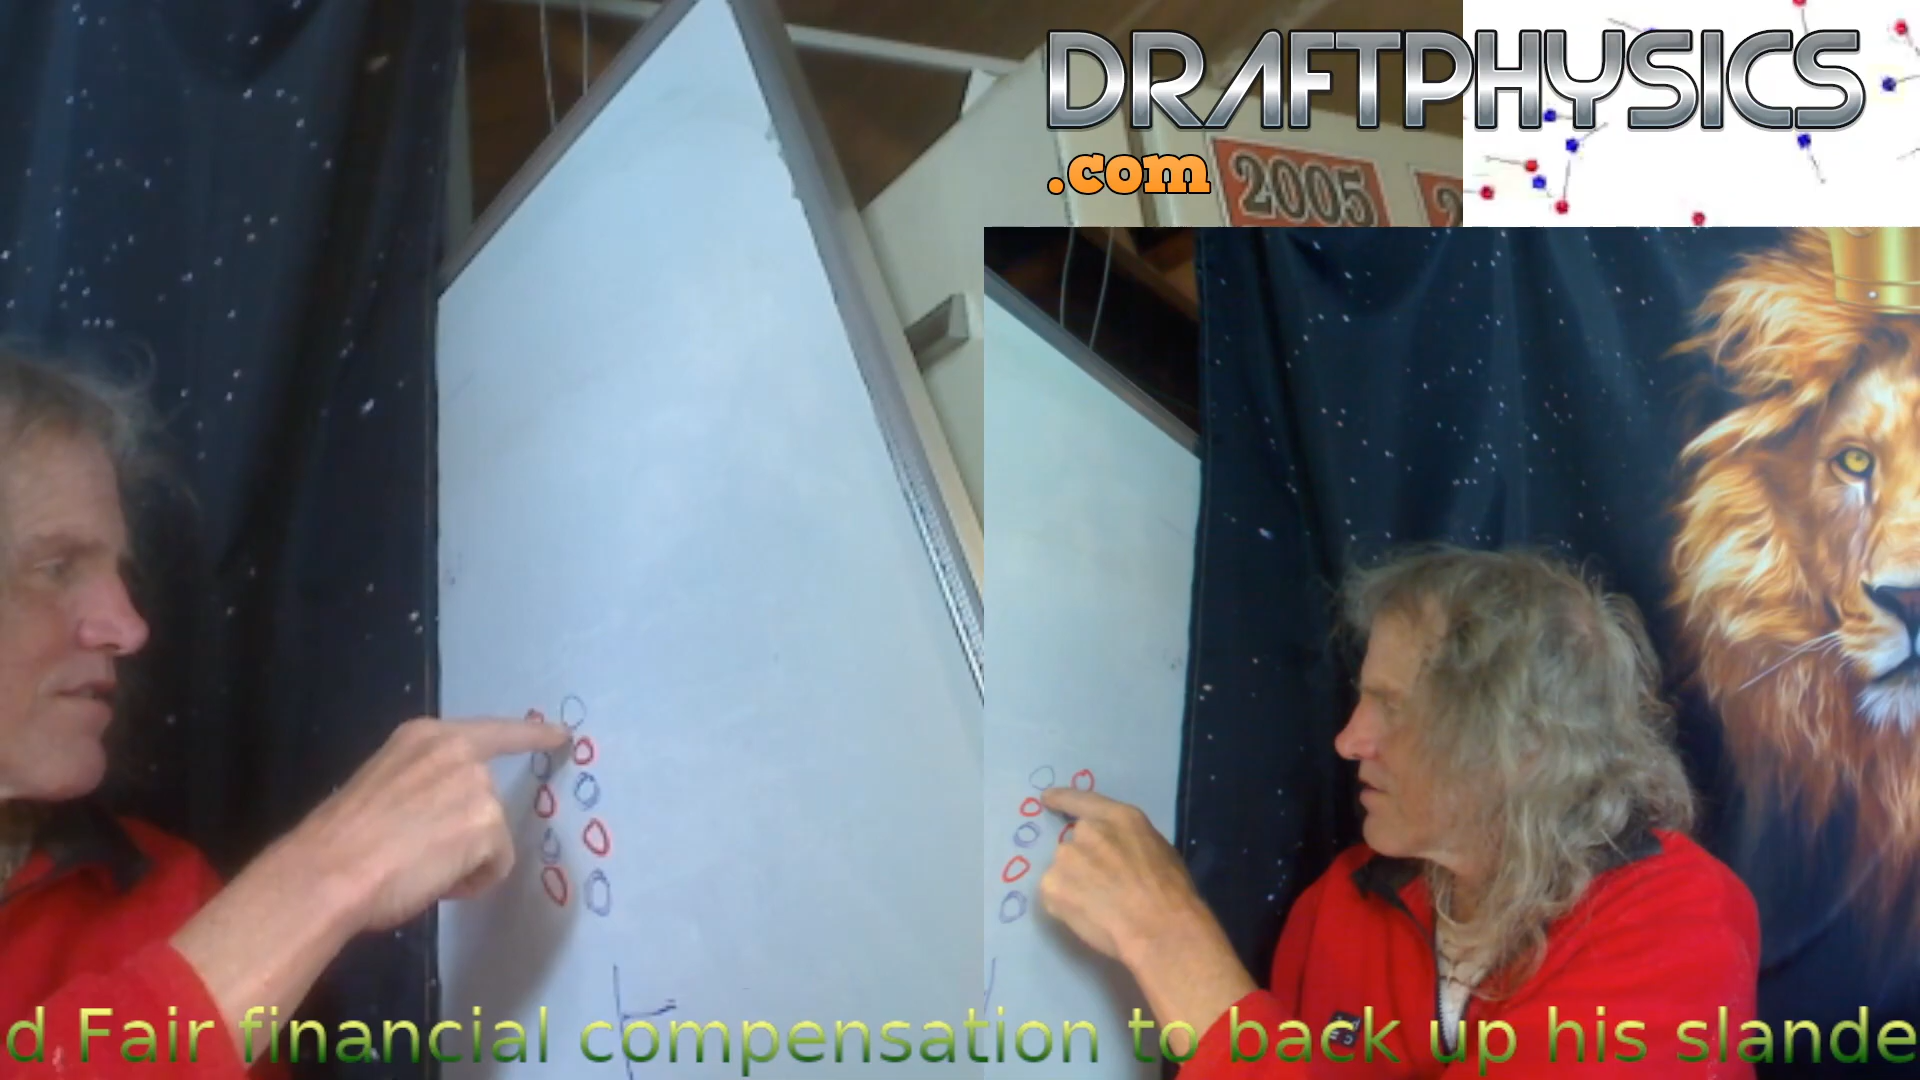 DRAFTPHYSICS
.com
2005
d Fair financial compensation to back up his slande